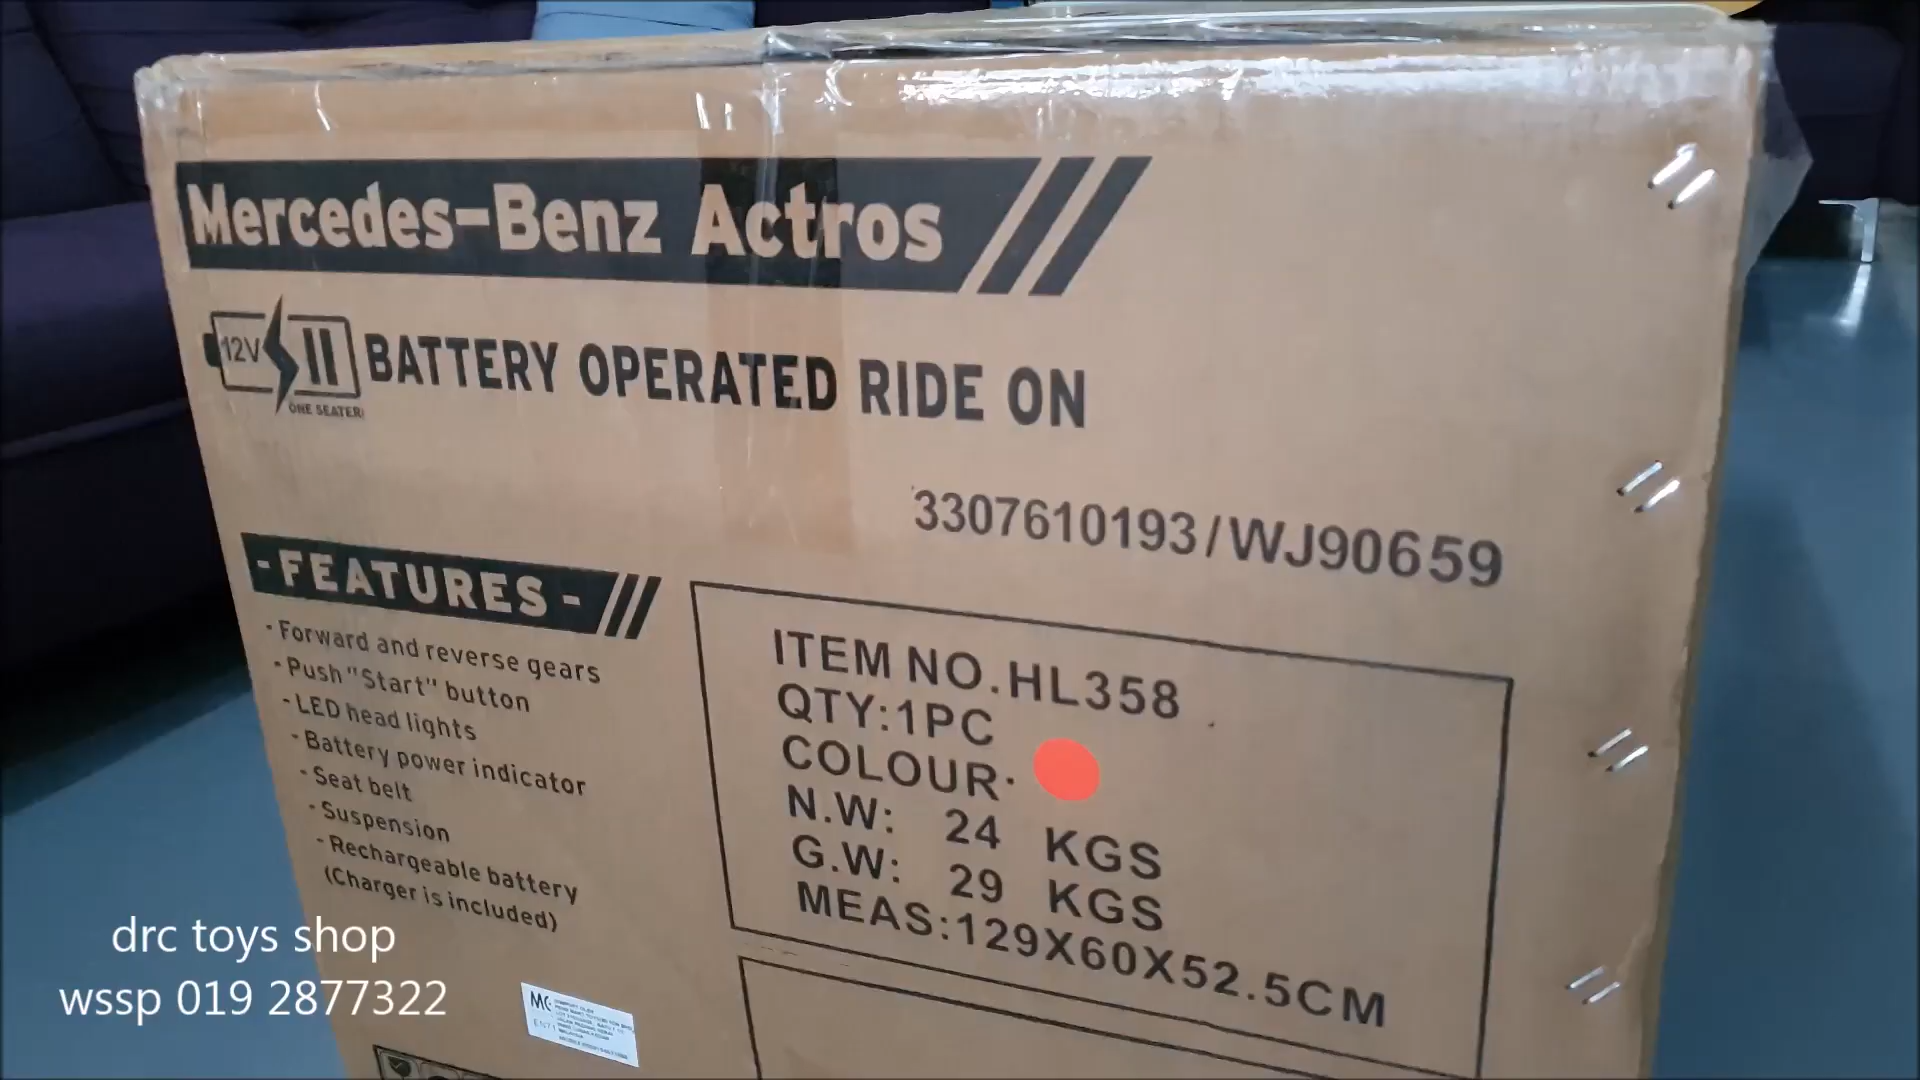 Mercedes-Benz Actros
12V
ONE SEATER
BATTERY OPERATED RIDE ON
3307610193/WJ90659
- FEATURES -
- Forward and reverse gears
- Push "Start" button
- LED head lights
- Battery power indicator
- Seat belt
- Suspension
- Rechargeable battery
(Charger is included)
ITEM NO.HL358
QTY:1PC
COLOUR:
N.W: 24 KGS
G.W: 29 KGS
MEAS:129X60X52.5CM
drc toys shop
wssp 019 2877322
MC
EN71